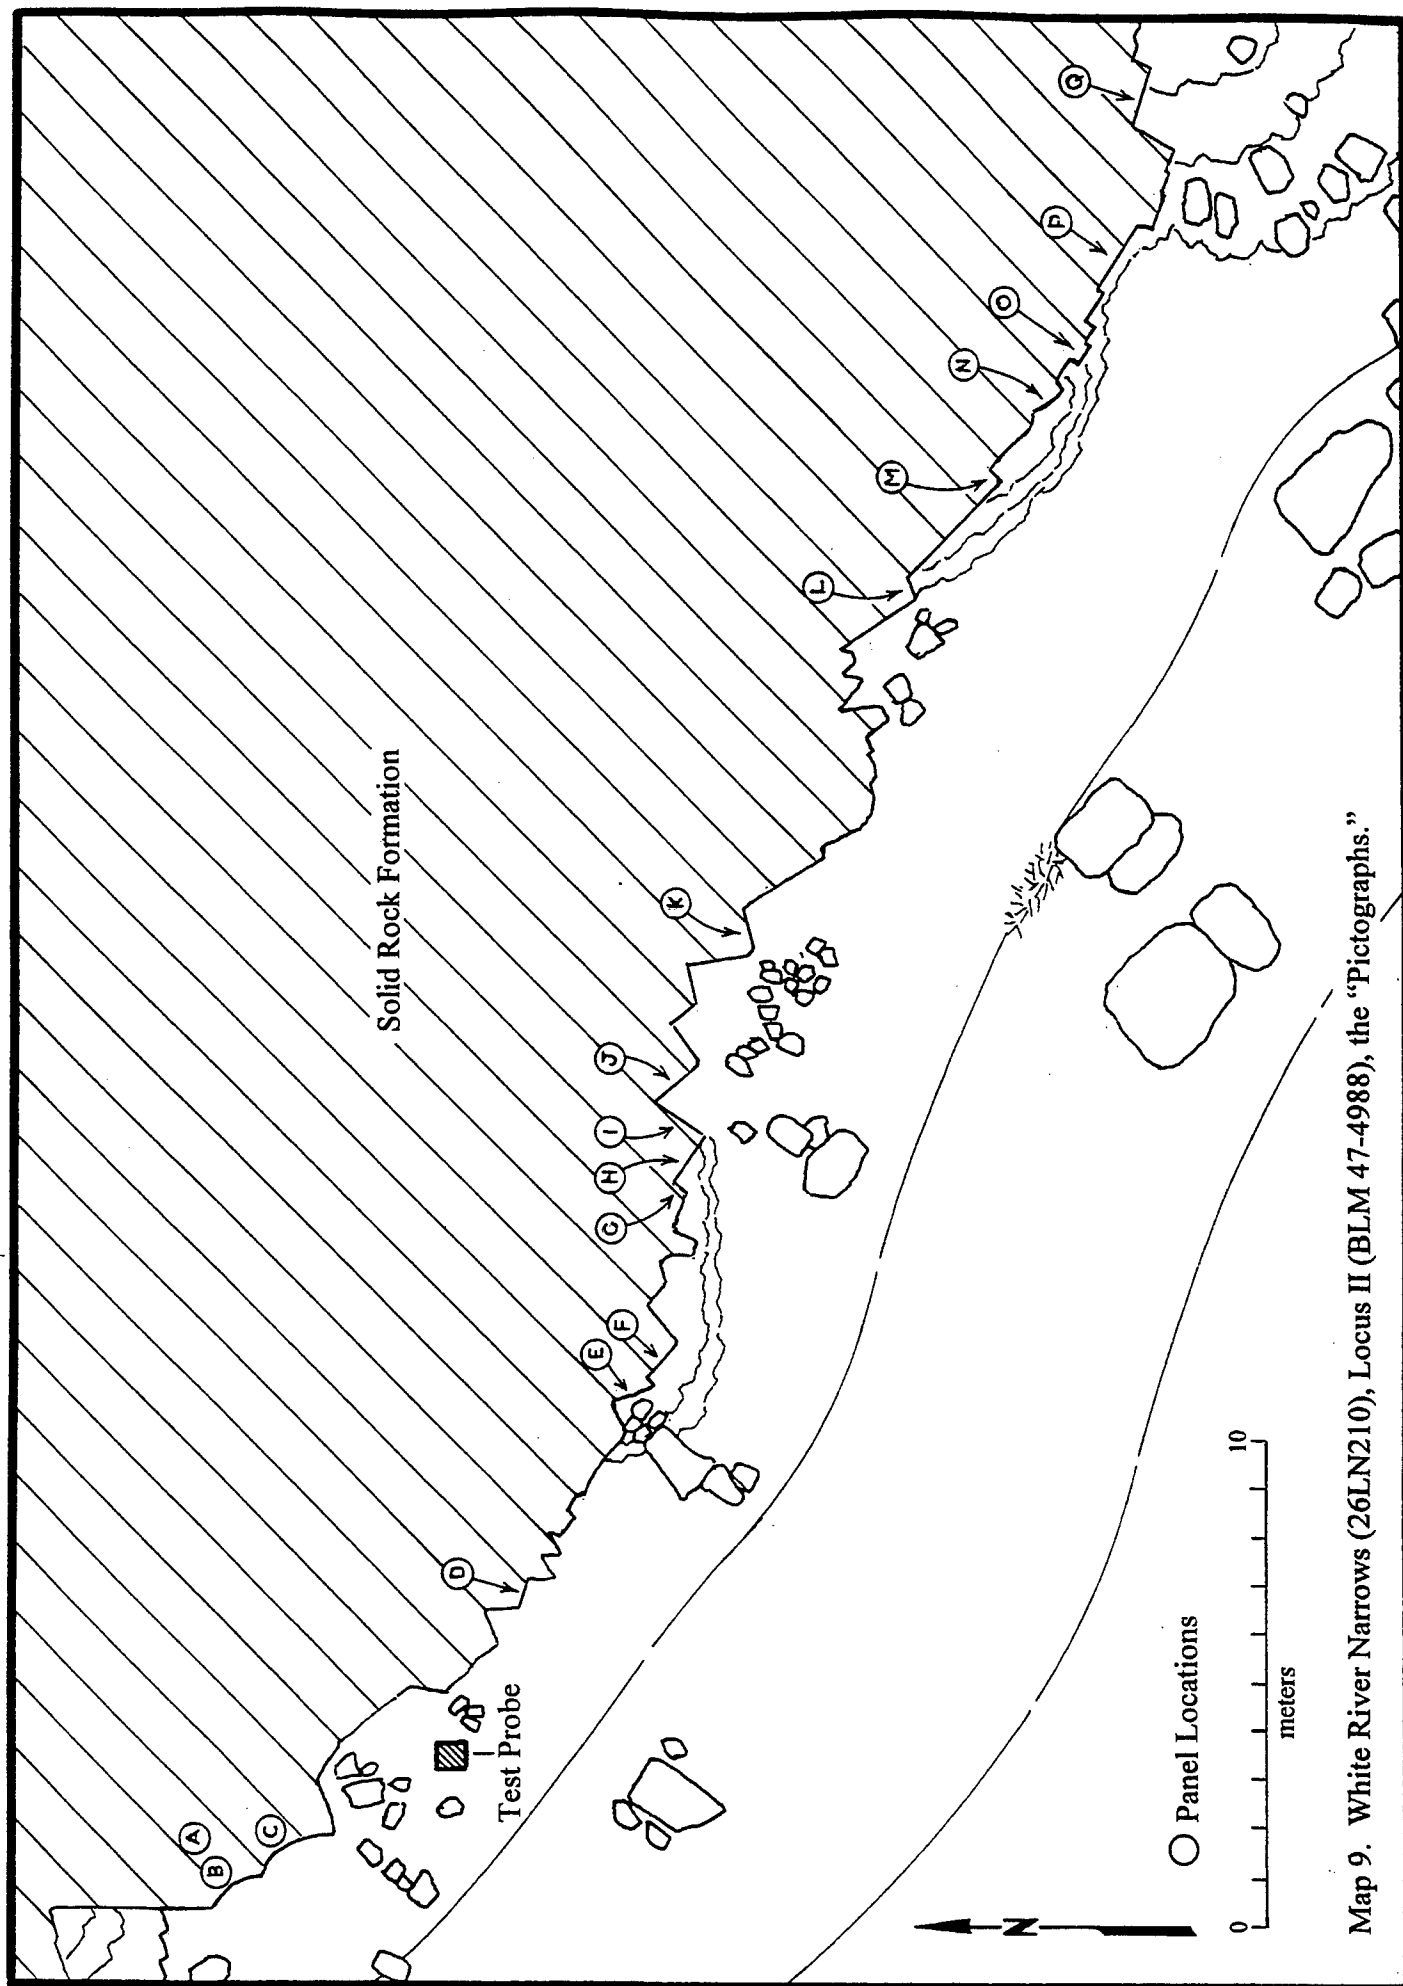 Solid Rock Formation
A
B
C
D
E
F
G
H
I
J
K
L
M
N
O
P
Q
Test Probe
Panel Locations
N
0 10
meters
Map 9. White River Narrows (26LN210), Locus II (BLM 47-4988), the “Pictographs.”